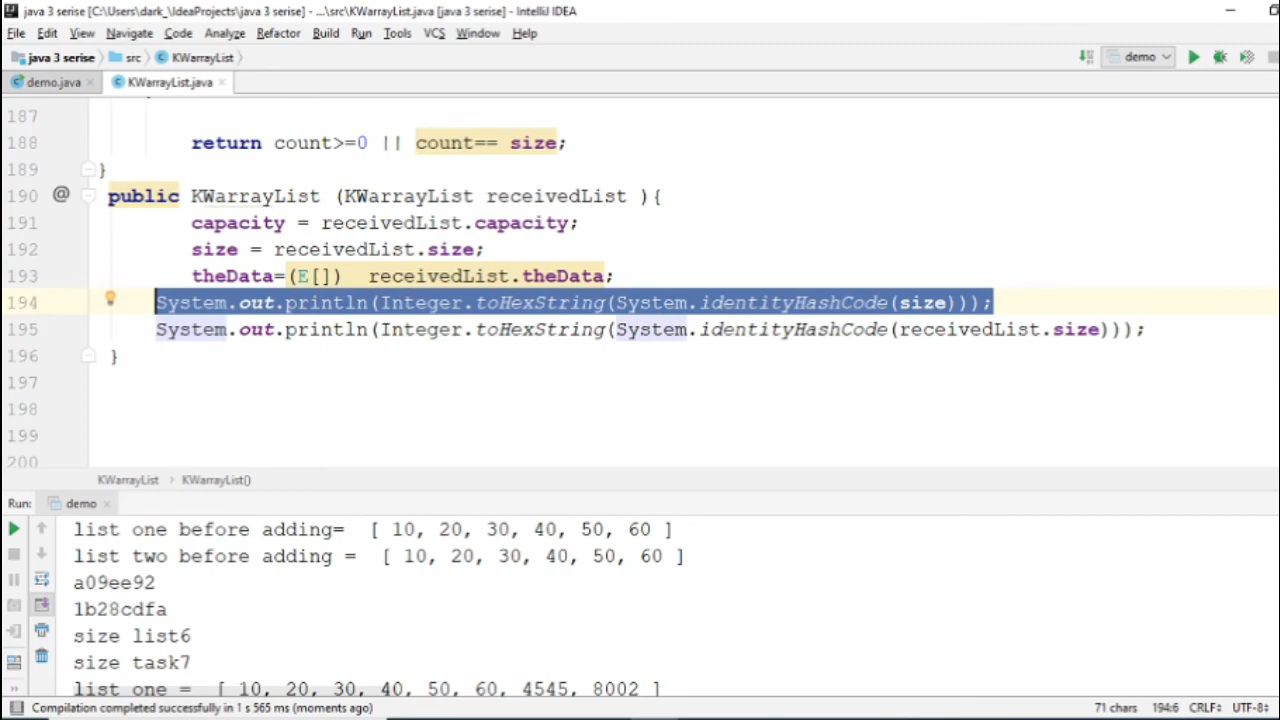 java 3 serise [C:\Users\dark_\IdeaProjects\java 3 serise] - ...\src\KWarrayList.java [java 3 serise] - IntelliJ IDEA
File Edit View Navigate Code Analyze Refactor Build Run Tools VCS Window Help
java 3 serise src KWarrayList demo
demo.java KWarrayList.java
187
188 return count>=0 || count== size;
189 }
190 @ public KWarrayList (KWarrayList receivedList ){
191 capacity = receivedList.capacity;
192 size = receivedList.size;
193 theData=(E[]) receivedList.theData;
194 System.out.println(Integer.toHexString(System.identityHashCode(size)));
195 System.out.println(Integer.toHexString(System.identityHashCode(receivedList.size)));
196 }
197
198
199
200
KWarrayList > KWarrayList()
Run: demo
list one before adding= [ 10, 20, 30, 40, 50, 60 ]
list two before adding = [ 10, 20, 30, 40, 50, 60 ]
a09ee92
1b28cdfa
size list6
size task7
list one = [ 10, 20, 30, 40, 50, 60, 4545, 8002 ]
Compilation completed successfully in 1 s 565 ms (moments ago) 71 chars 194:6 CRLF UTF-8